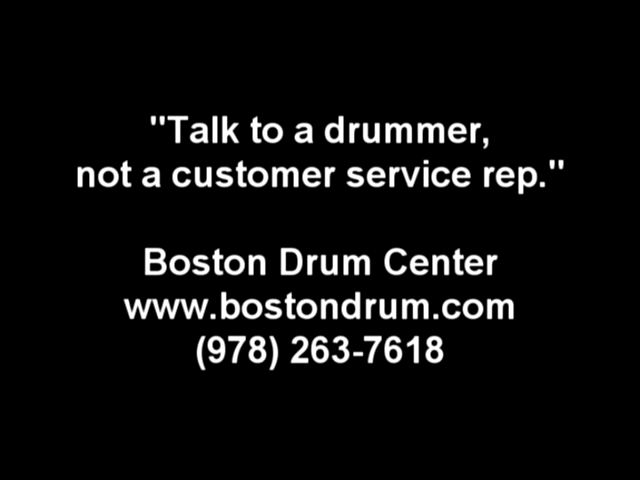 "Talk to a drummer,
not a customer service rep."
Boston Drum Center
www.bostondrum.com
(978) 263-7618